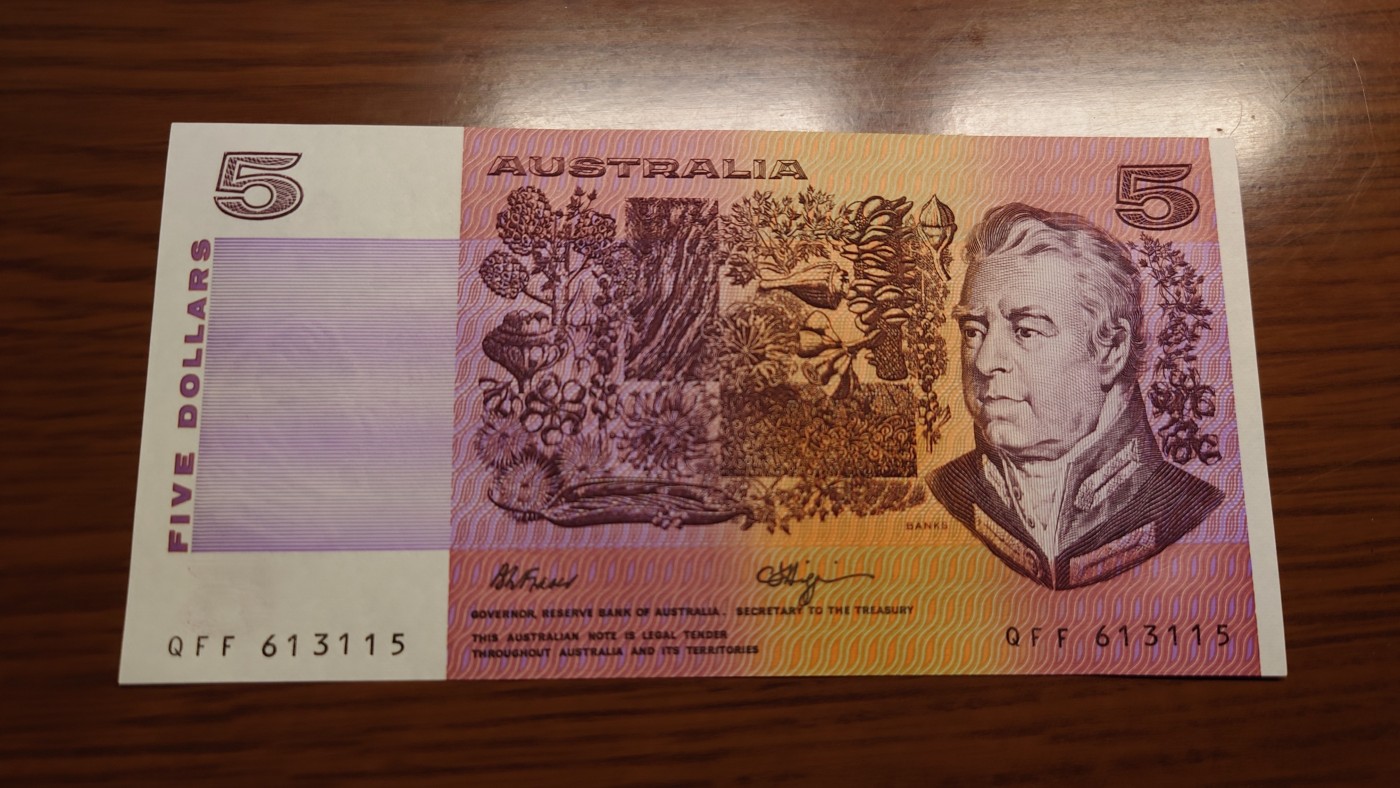 5
AUSTRALIA
5
FIVE DOLLARS
BANKS
GOVERNOR, RESERVE BANK OF AUSTRALIA. SECRETARY TO THE TREASURY
THIS AUSTRALIAN NOTE IS LEGAL TENDER
THROUGHOUT AUSTRALIA AND ITS TERRITORIES
QFF 613115
QFF 613115